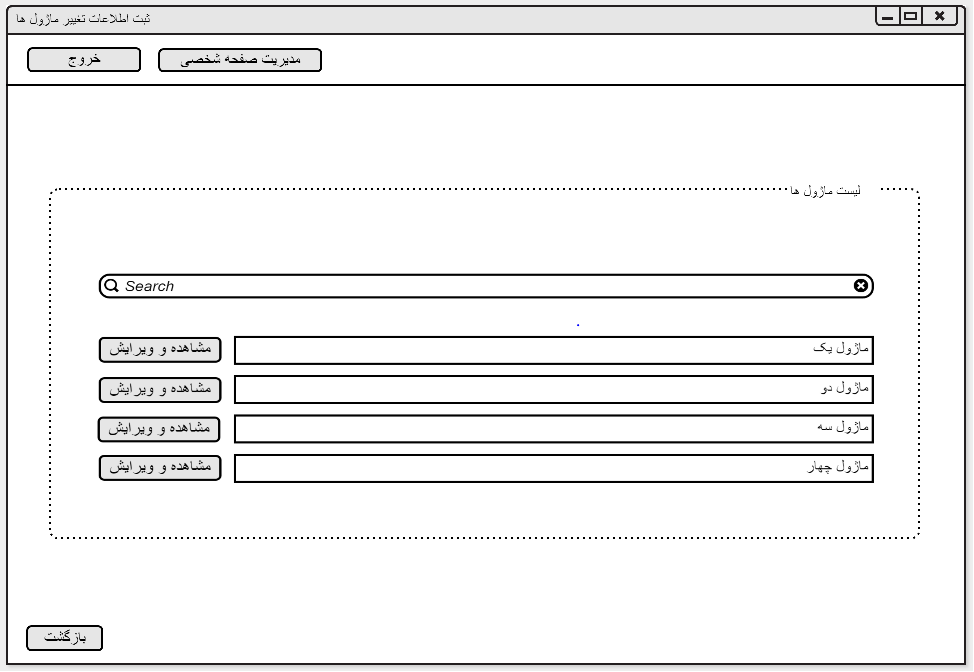 ثبت اطلاعات تغییر ماژول ها
مدیریت صفحه شخصی
خروج
لیست ماژول ها
Search
ماژول یک
مشاهده و ویرایش
ماژول دو
مشاهده و ویرایش
ماژول سه
مشاهده و ویرایش
ماژول چهار
مشاهده و ویرایش
بازگشت